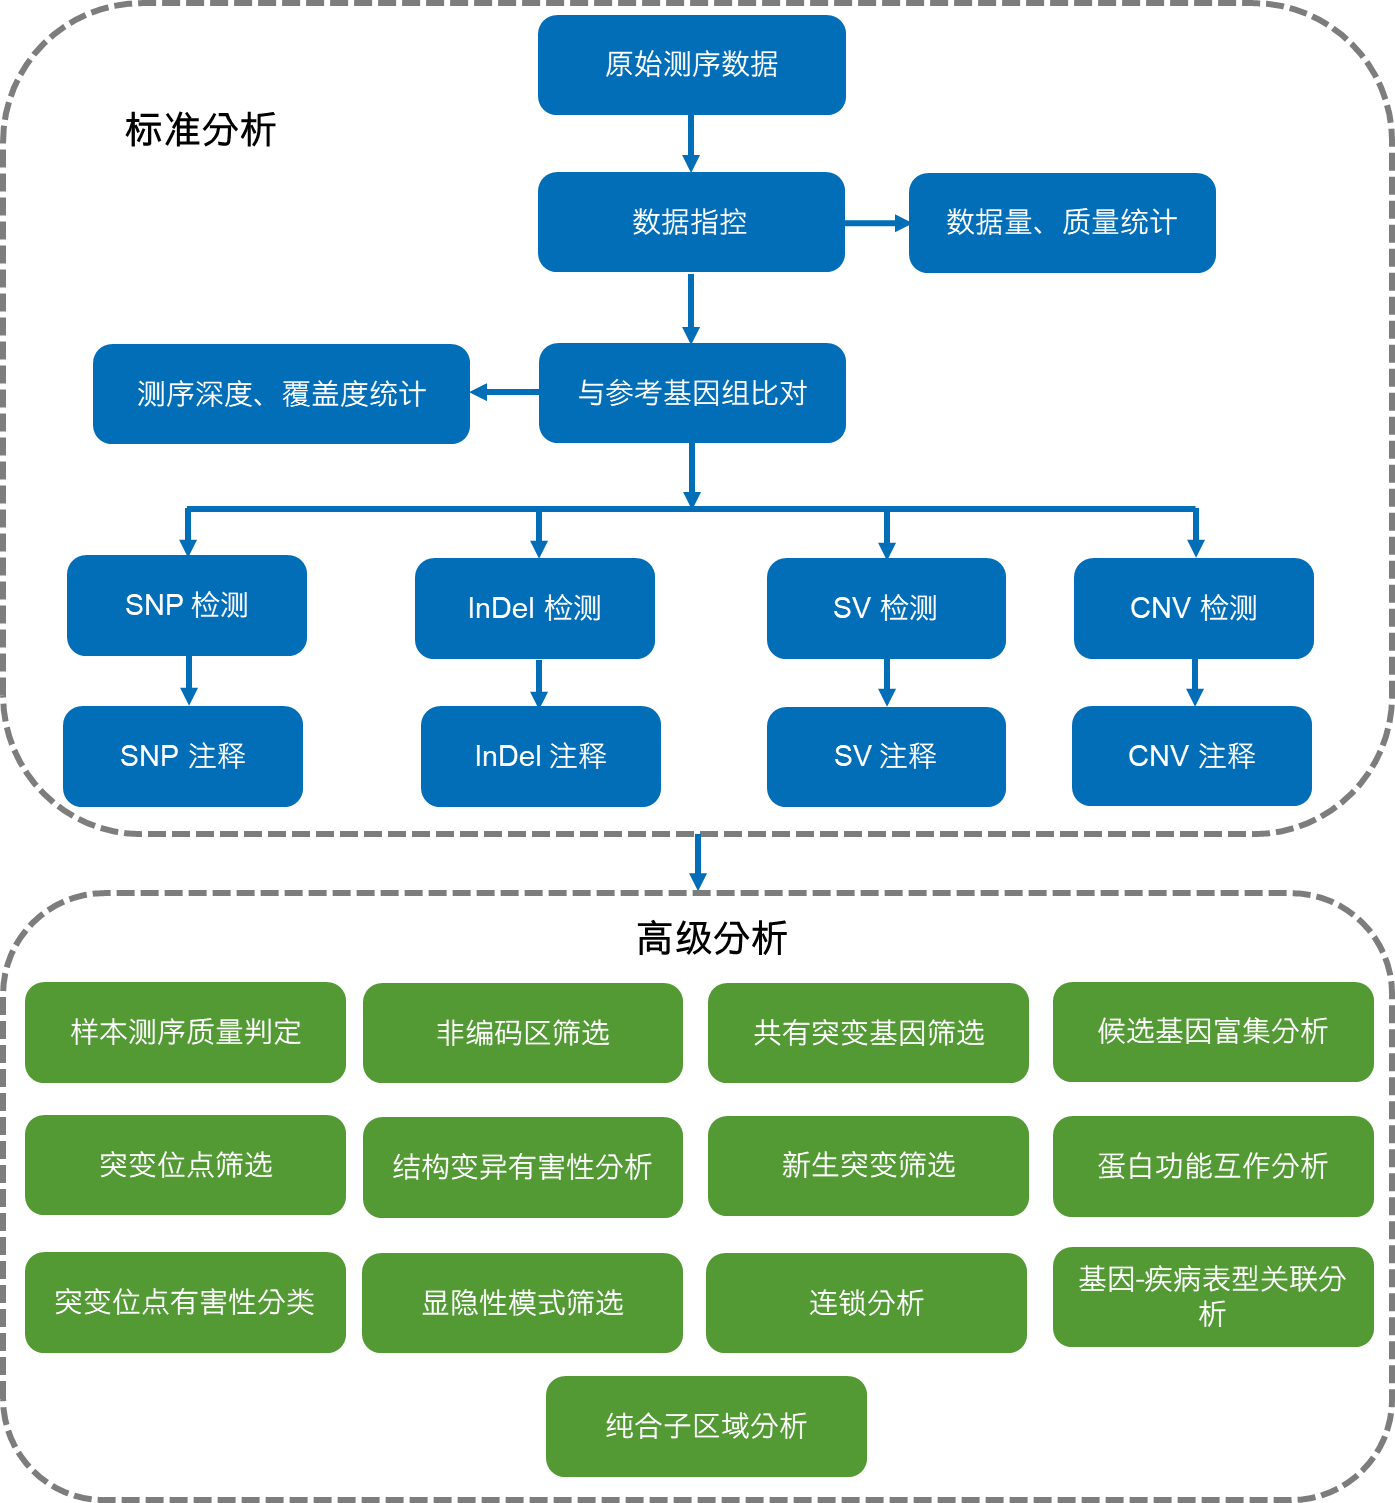 原始测序数据
标准分析
数据指控
数据量、质量统计
测序深度、覆盖度统计
与参考基因组比对
SNP 检测
InDel 检测
SV 检测
CNV 检测
SNP 注释
InDel 注释
SV 注释
CNV 注释
高级分析
样本测序质量判定
非编码区筛选
共有突变基因筛选
候选基因富集分析
突变位点筛选
结构变异有害性分析
新生突变筛选
蛋白功能互作分析
突变位点有害性分类
显隐性模式筛选
连锁分析
基因-疾病表型关联分
析
纯合子区域分析